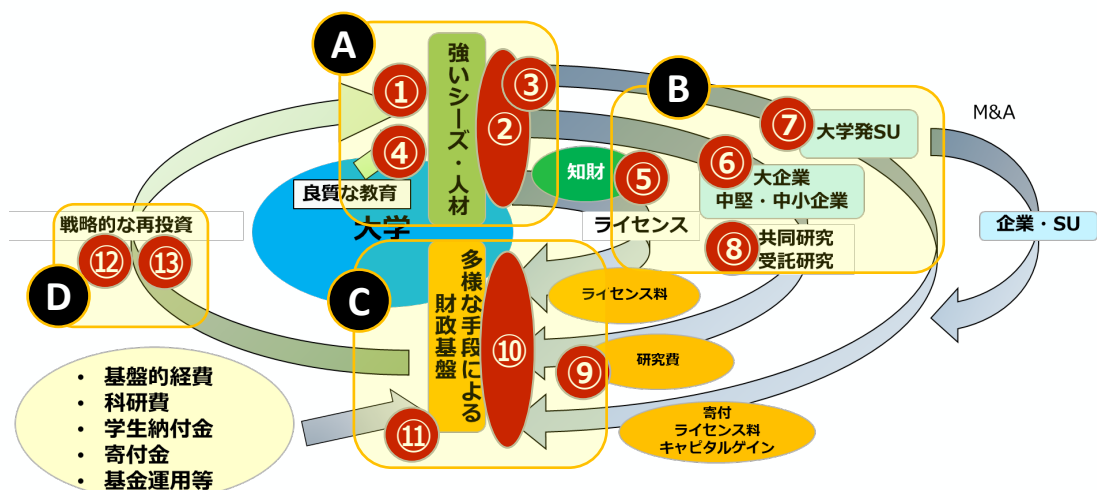 A
①
強いシーズ・人材
③
②
④
良質な教育
大学
知財
⑤
ライセンス
B
⑦
大学発SU
⑥
大企業
中堅・中小企業
⑧
共同研究
受託研究
M&A
企業・SU
戦略的な再投資
⑫
⑬
D
C
多様な手段による
財政基盤
⑩
⑨
⑪
ライセンス料
研究費
寄付
ライセンス料
キャピタルゲイン
• 基盤的経費
• 科研費
• 学生納付金
• 寄付金
• 基金運用等